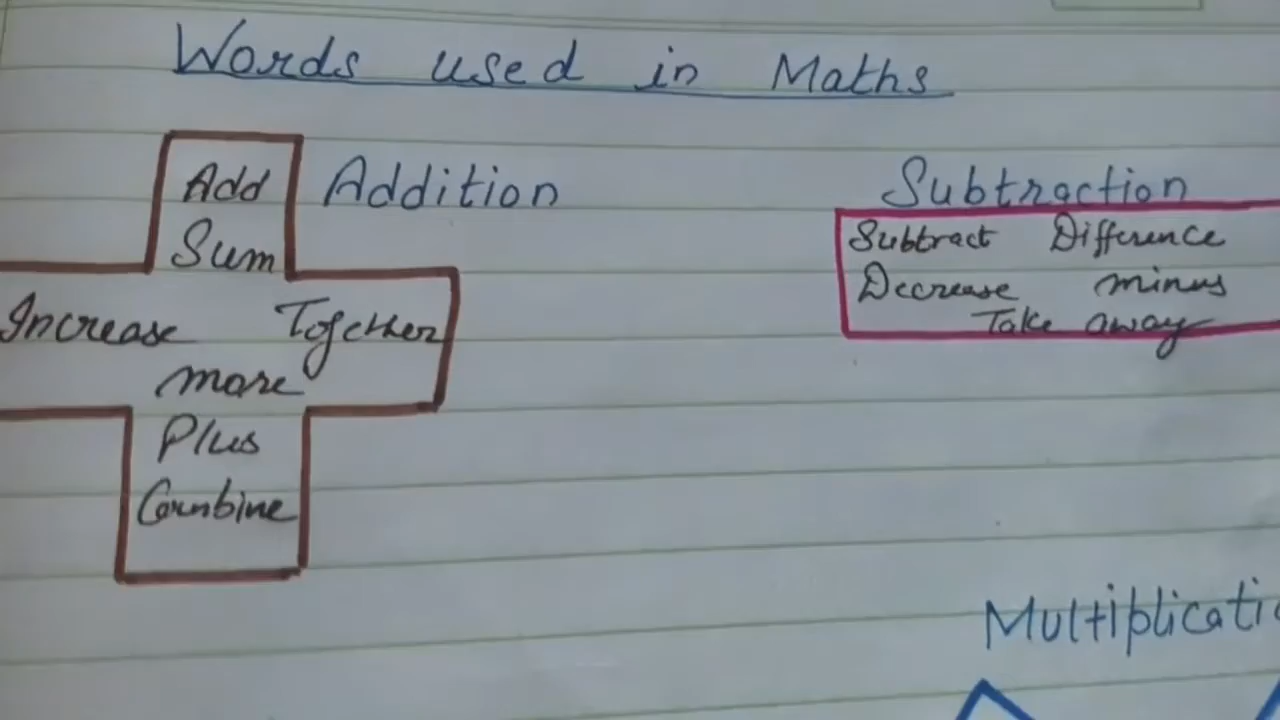 Words used in Maths
Addition
Add
Sum
Increase Together
more
Plus
Combine
Subtraction
Subtract Difference
Decrease minus
Take away
Multiplicatio